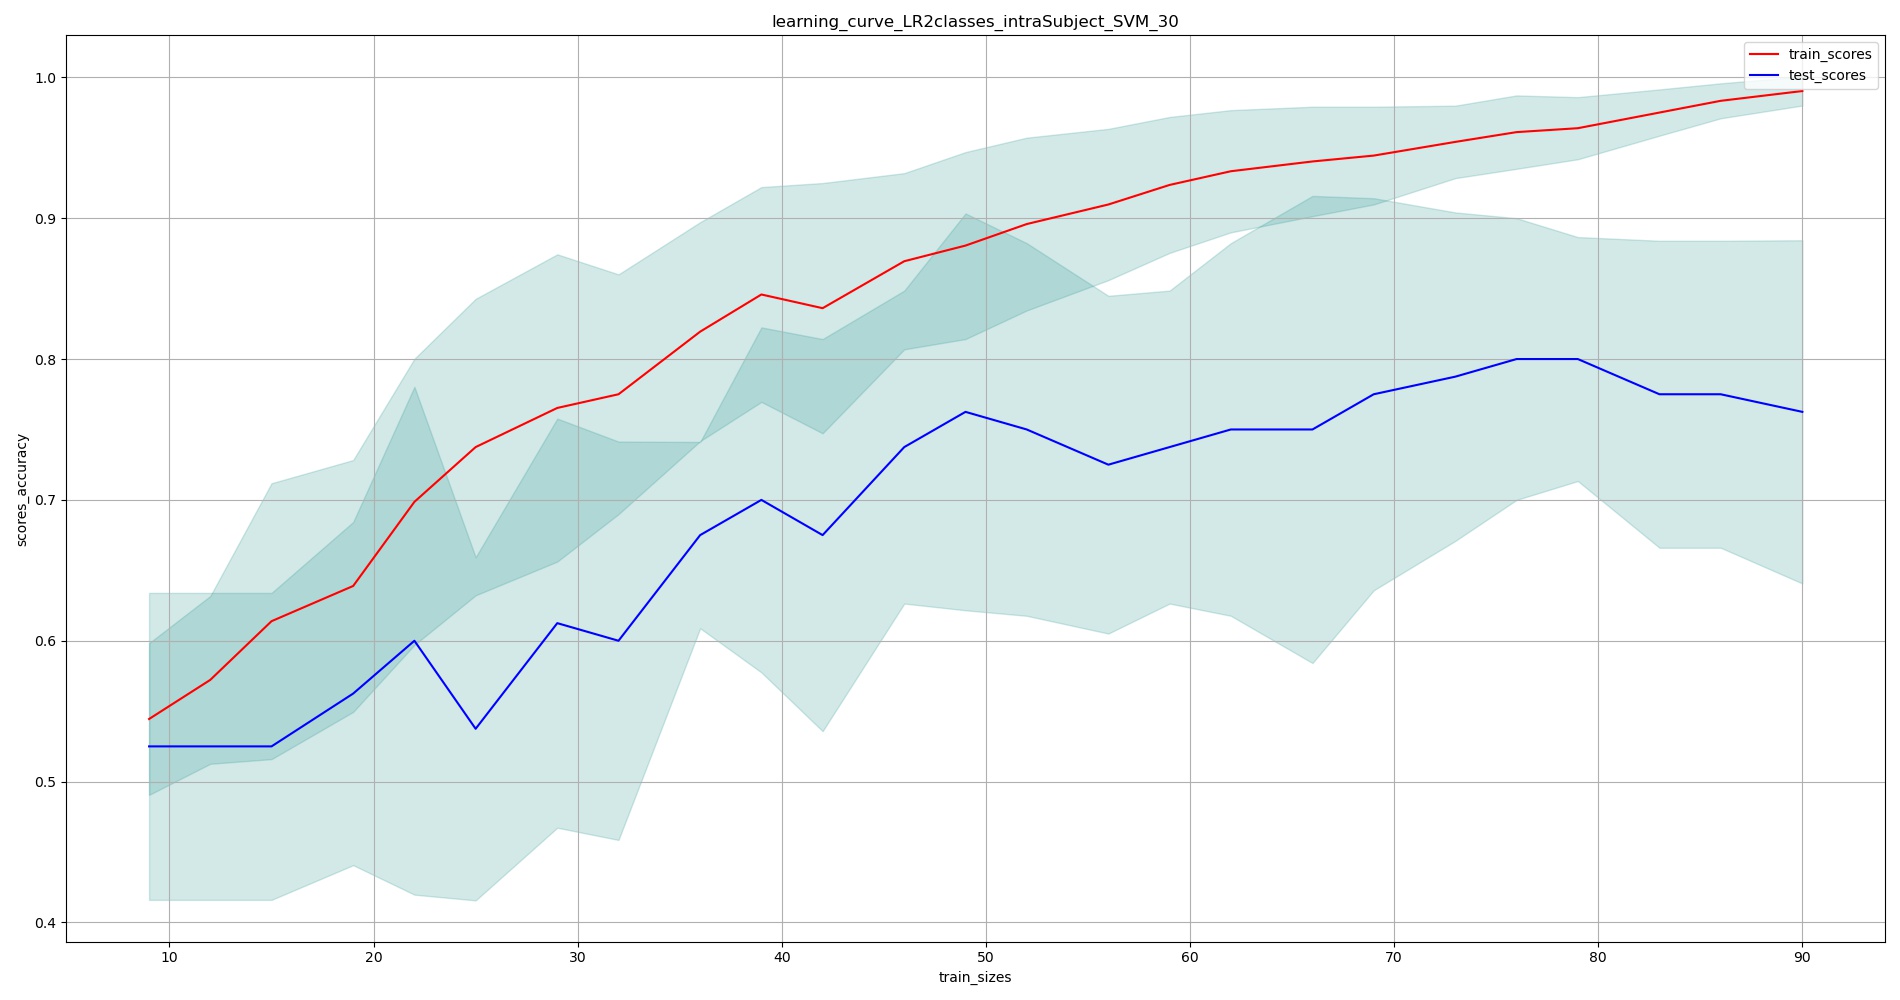 learning_curve_LR2classes_intraSubject_SVM_30
train_scores
test_scores
scores_accuracy
1.0
0.9
0.8
0.7
0.6
0.5
0.4
10 20 30 40 50 60 70 80 90
train_sizes